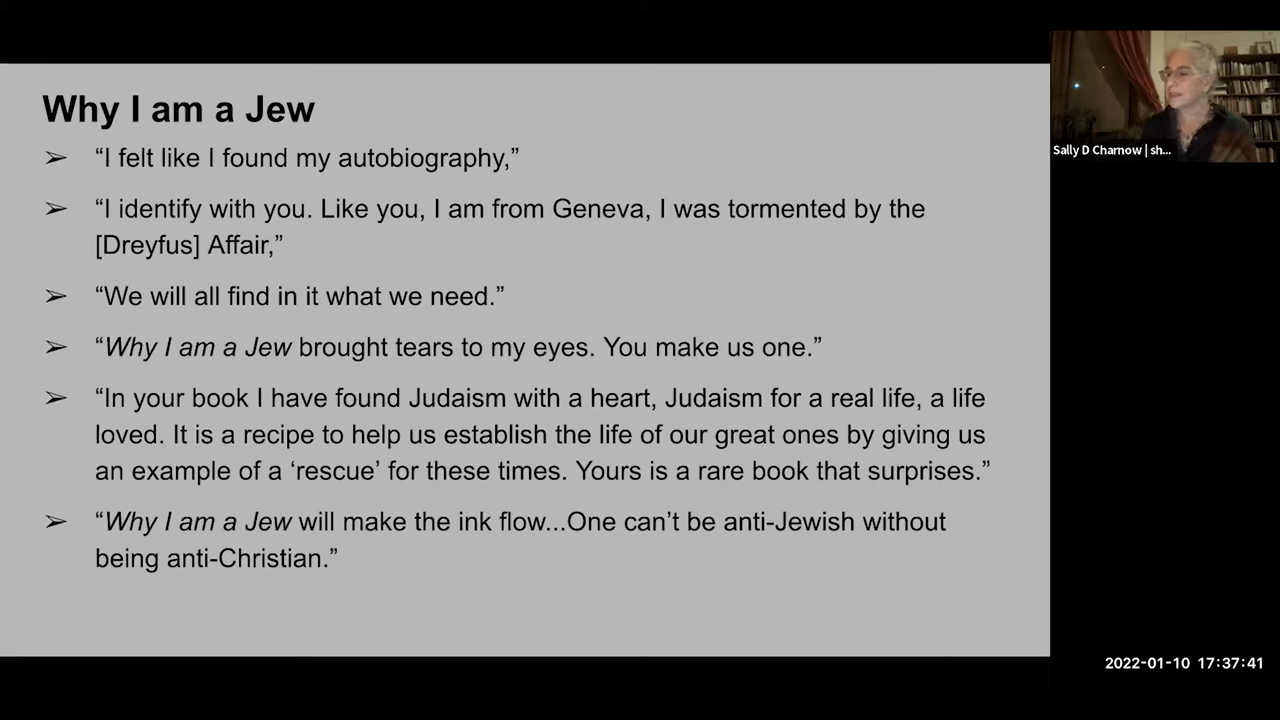 Why I am a Jew
➢ “I felt like I found my autobiography,”
➢ “I identify with you. Like you, I am from Geneva, I was tormented by the
[Dreyfus] Affair,”
➢ “We will all find in it what we need.”
➢ “Why I am a Jew brought tears to my eyes. You make us one.”
➢ “In your book I have found Judaism with a heart, Judaism for a real life, a life
loved. It is a recipe to help us establish the life of our great ones by giving us
an example of a ‘rescue’ for these times. Yours is a rare book that surprises.”
➢ “Why I am a Jew will make the ink flow...One can’t be anti-Jewish without
being anti-Christian.”
Sally D Charnow | sh...
2022-01-10 17:37:41